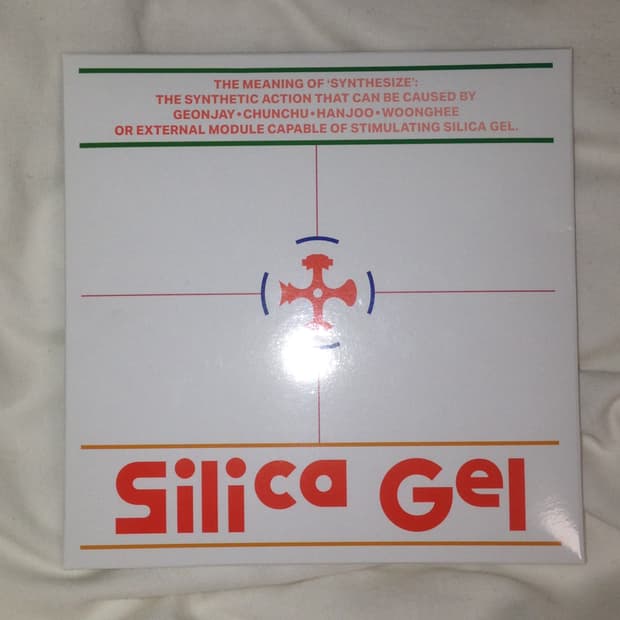 THE MEANING OF ‘SYNTHESIZE’:
THE SYNTHETIC ACTION THAT CAN BE CAUSED BY
GEONJAY•CHUNCHU•HANJOO•WOONGHEE
OR EXTERNAL MODULE CAPABLE OF STIMULATING SILICA GEL.
Silica Gel